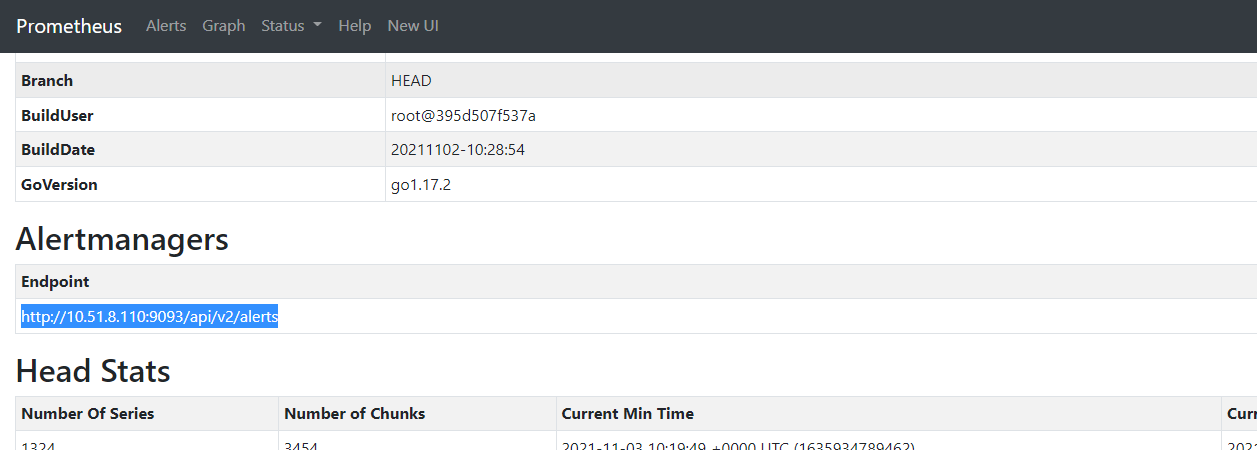 Prometheus Alerts Graph Status Help New UI
Branch HEAD
BuildUser root@395d507f537a
BuildDate 20211102-10:28:54
GoVersion go1.17.2
Alertmanagers
Endpoint
http://10.51.8.110:9093/api/v2/alerts
Head Stats
Number Of Series Number of Chunks Current Min Time Curr
1324 3454 2021-11-03 10:19:49 +0000 UTC (1635934789462) 2021